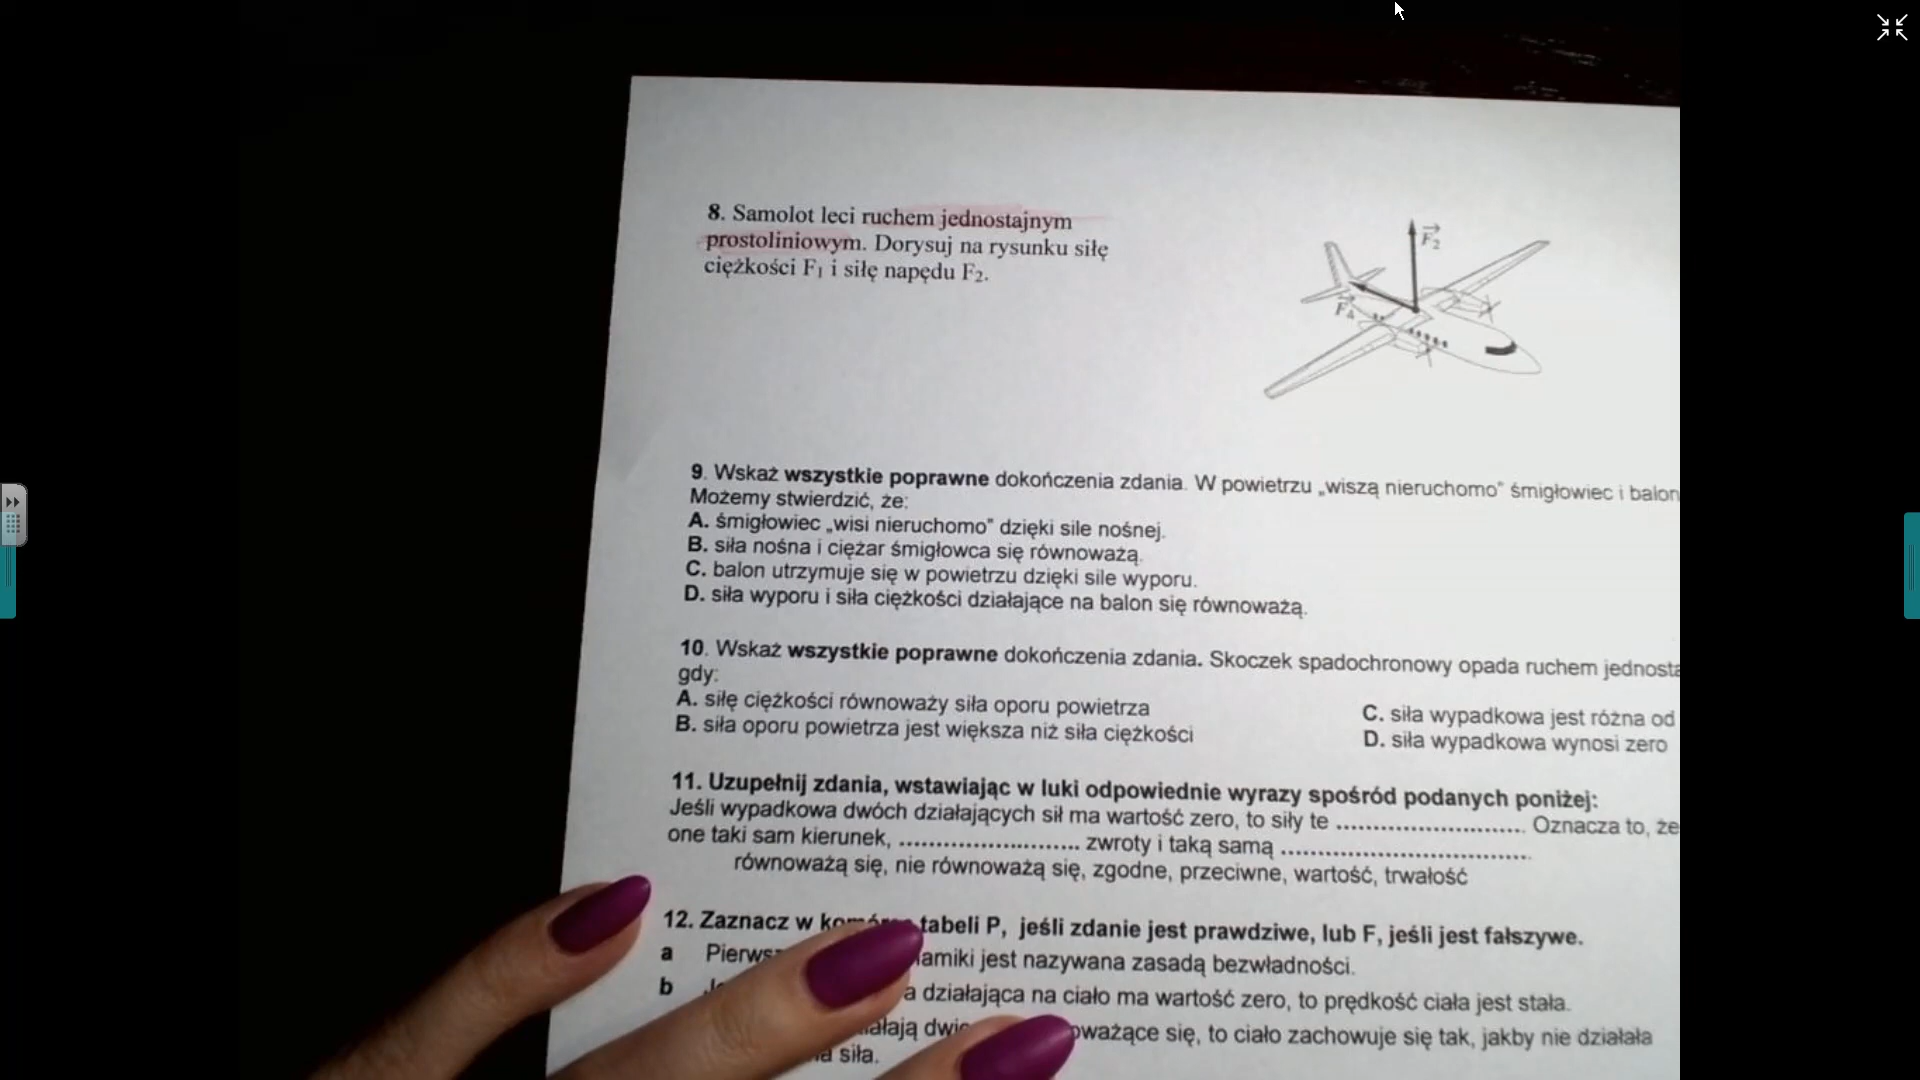 8. Samolot leci ruchem jednostajnym
prostoliniowym. Dorysuj na rysunku siłę
ciężkości F₁ i siłę napędu F₂.
F₂
F₄
9. Wskaż wszystkie poprawne dokończenia zdania. W powietrzu „wiszą nieruchomo” śmigłowiec i balon
Możemy stwierdzić, że:
A. śmigłowiec „wisi nieruchomo” dzięki sile nośnej.
B. siła nośna i ciężar śmigłowca się równoważą.
C. balon utrzymuje się w powietrzu dzięki sile wyporu.
D. siła wyporu i siła ciężkości działające na balon się równoważą.
10. Wskaż wszystkie poprawne dokończenia zdania. Skoczek spadochronowy opada ruchem jednosta
gdy:
A. siłę ciężkości równoważy siła oporu powietrza
B. siła oporu powietrza jest większa niż siła ciężkości
C. siła wypadkowa jest różna od
D. siła wypadkowa wynosi zero
11. Uzupełnij zdania, wstawiając w luki odpowiednie wyrazy spośród podanych poniżej:
Jeśli wypadkowa dwóch działających sił ma wartość zero, to siły te .......................... Oznacza to, że
one taki sam kierunek, .......................... zwroty i taką samą ..................................
równoważą się, nie równoważą się, zgodne, przeciwne, wartość, trwałość
12. Zaznacz w tabeli P, jeśli zdanie jest prawdziwe, lub F, jeśli jest fałszywe.
a Pierws amiki jest nazywana zasadą bezwładności.
b a działająca na ciało ma wartość zero, to prędkość ciała jest stała.
ałają dwie oważące się, to ciało zachowuje się tak, jakby nie działała
na siła.